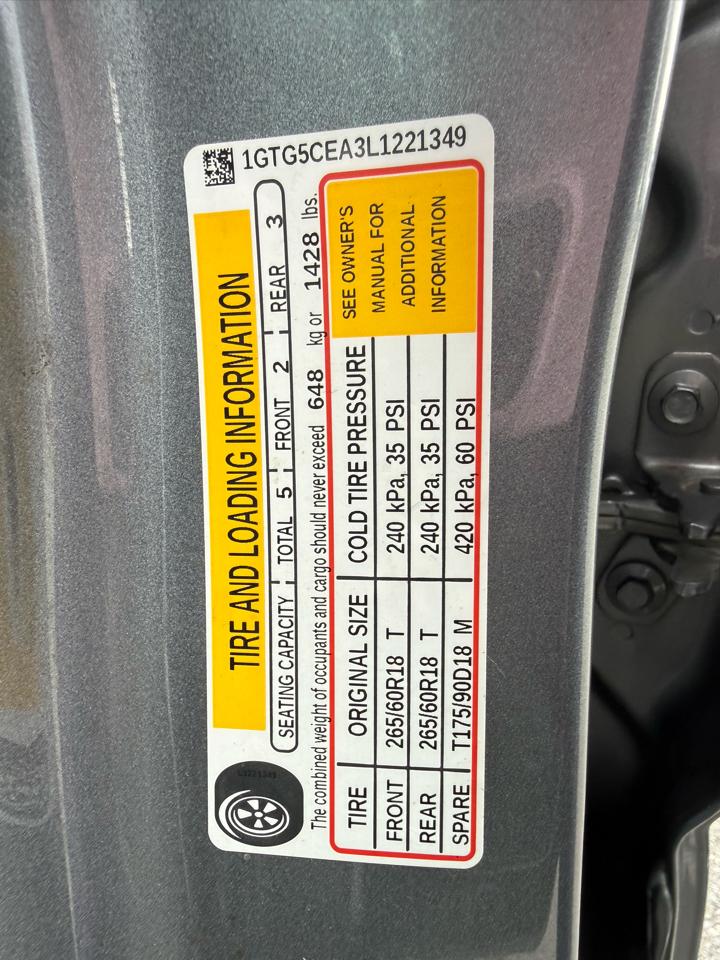 1GTG5CEA3L1221349
TIRE AND LOADING INFORMATION
SEATING CAPACITY TOTAL 5 FRONT 2 REAR 3
The combined weight of occupants and cargo should never exceed 648 kg or 1428 lbs.
TIRE ORIGINAL SIZE COLD TIRE PRESSURE
FRONT 265/60R18 T 240 kPa, 35 PSI
REAR 265/60R18 T 240 kPa, 35 PSI
SPARE T175/90D18 M 420 kPa, 60 PSI
SEE OWNER'S
MANUAL FOR
ADDITIONAL
INFORMATION
L1221349